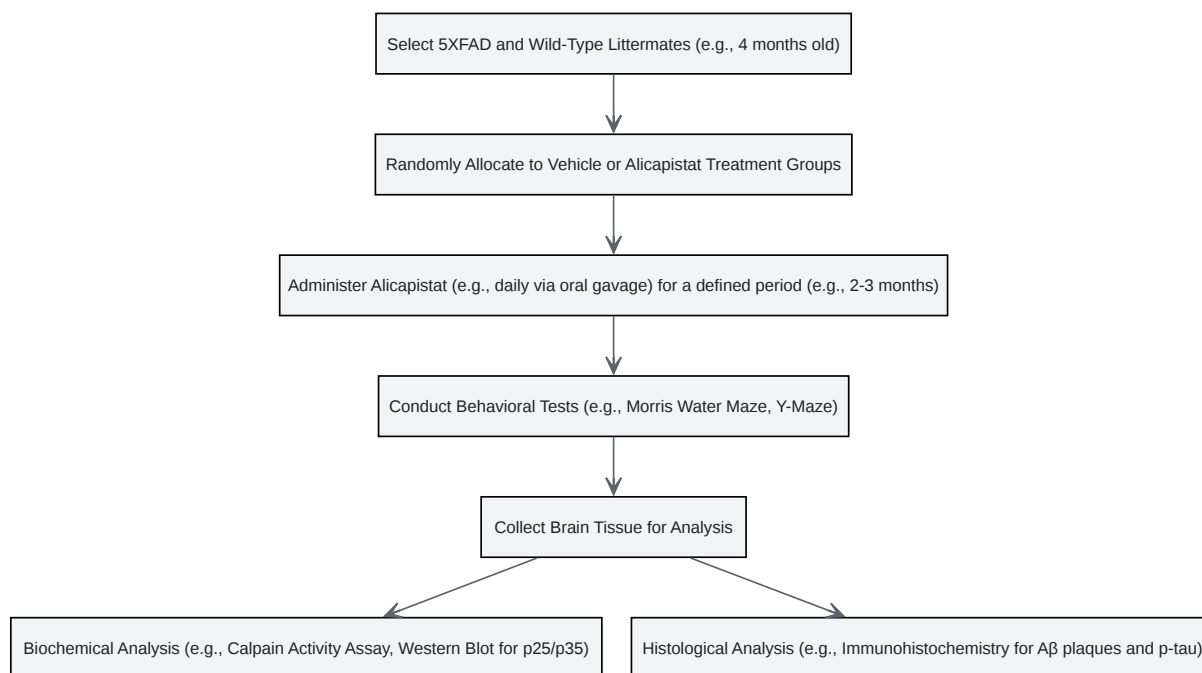 Select 5XFAD and Wild-Type Littermates (e.g., 4 months old)
Randomly Allocate to Vehicle or Alicapistat Treatment Groups
Administer Alicapistat (e.g., daily via oral gavage) for a defined period (e.g., 2-3 months)
Conduct Behavioral Tests (e.g., Morris Water Maze, Y-Maze)
Collect Brain Tissue for Analysis
Biochemical Analysis (e.g., Calpain Activity Assay, Western Blot for p25/p35)
Histological Analysis (e.g., Immunohistochemistry for Aβ plaques and p-tau)